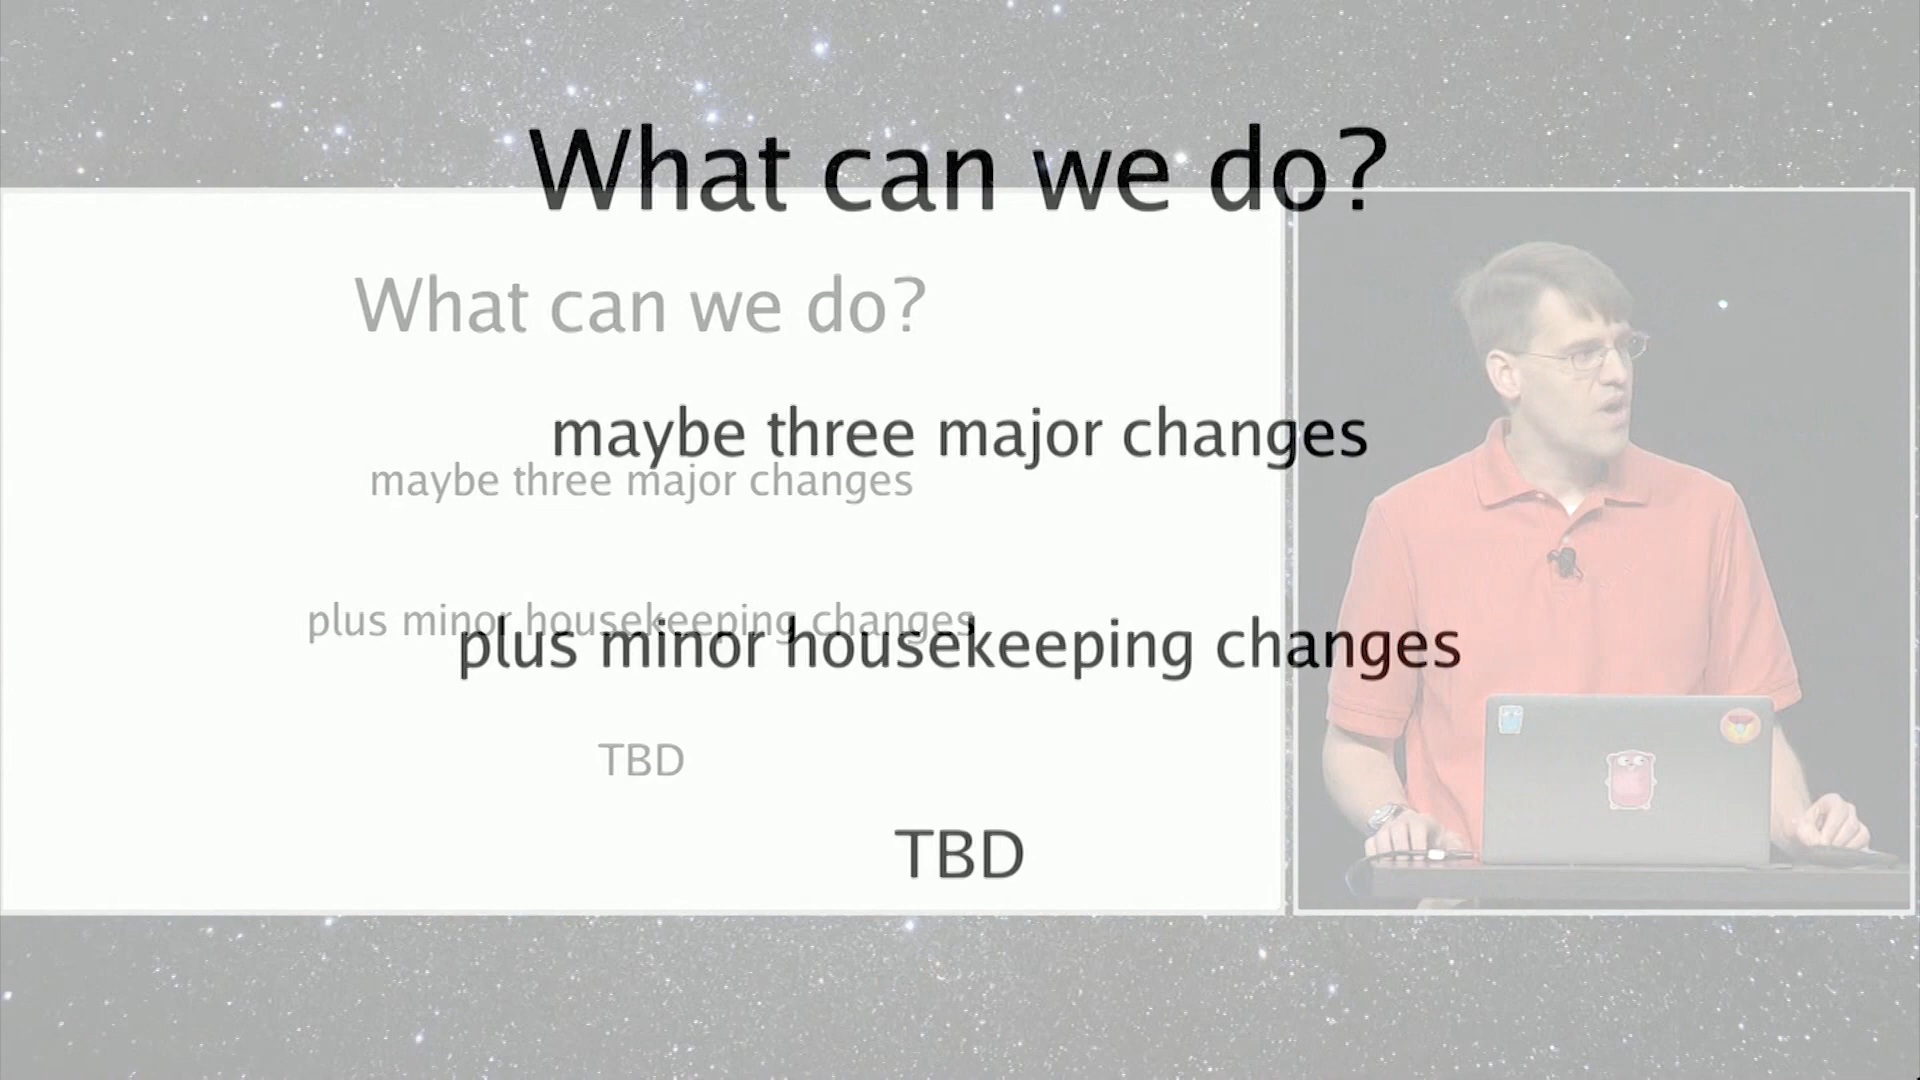 What can we do?
What can we do?
maybe three major changes
maybe three major changes
plus minor housekeeping changes
plus minor housekeeping changes
TBD
TBD